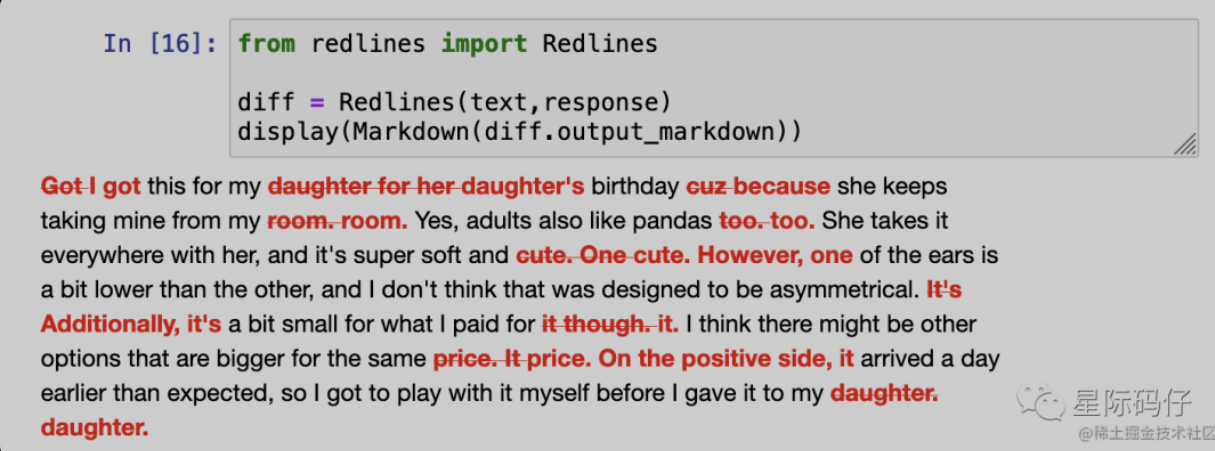 In [16]: from redlines import Redlines
diff = Redlines(text,response)
display(Markdown(diff.output_markdown))
Got I got this for my daughter for her daughter's birthday cuz because she keeps
taking mine from my room. room. Yes, adults also like pandas too. too. She takes it
everywhere with her, and it's super soft and cute. One cute. However, one of the ears is
a bit lower than the other, and I don't think that was designed to be asymmetrical. It's
Additionally, it's a bit small for what I paid for it though. it. I think there might be other
options that are bigger for the same price. It price. On the positive side, it arrived a day
earlier than expected, so I got to play with it myself before I gave it to my daughter.
daughter.
星际码仔
@稀土掘金技术社区